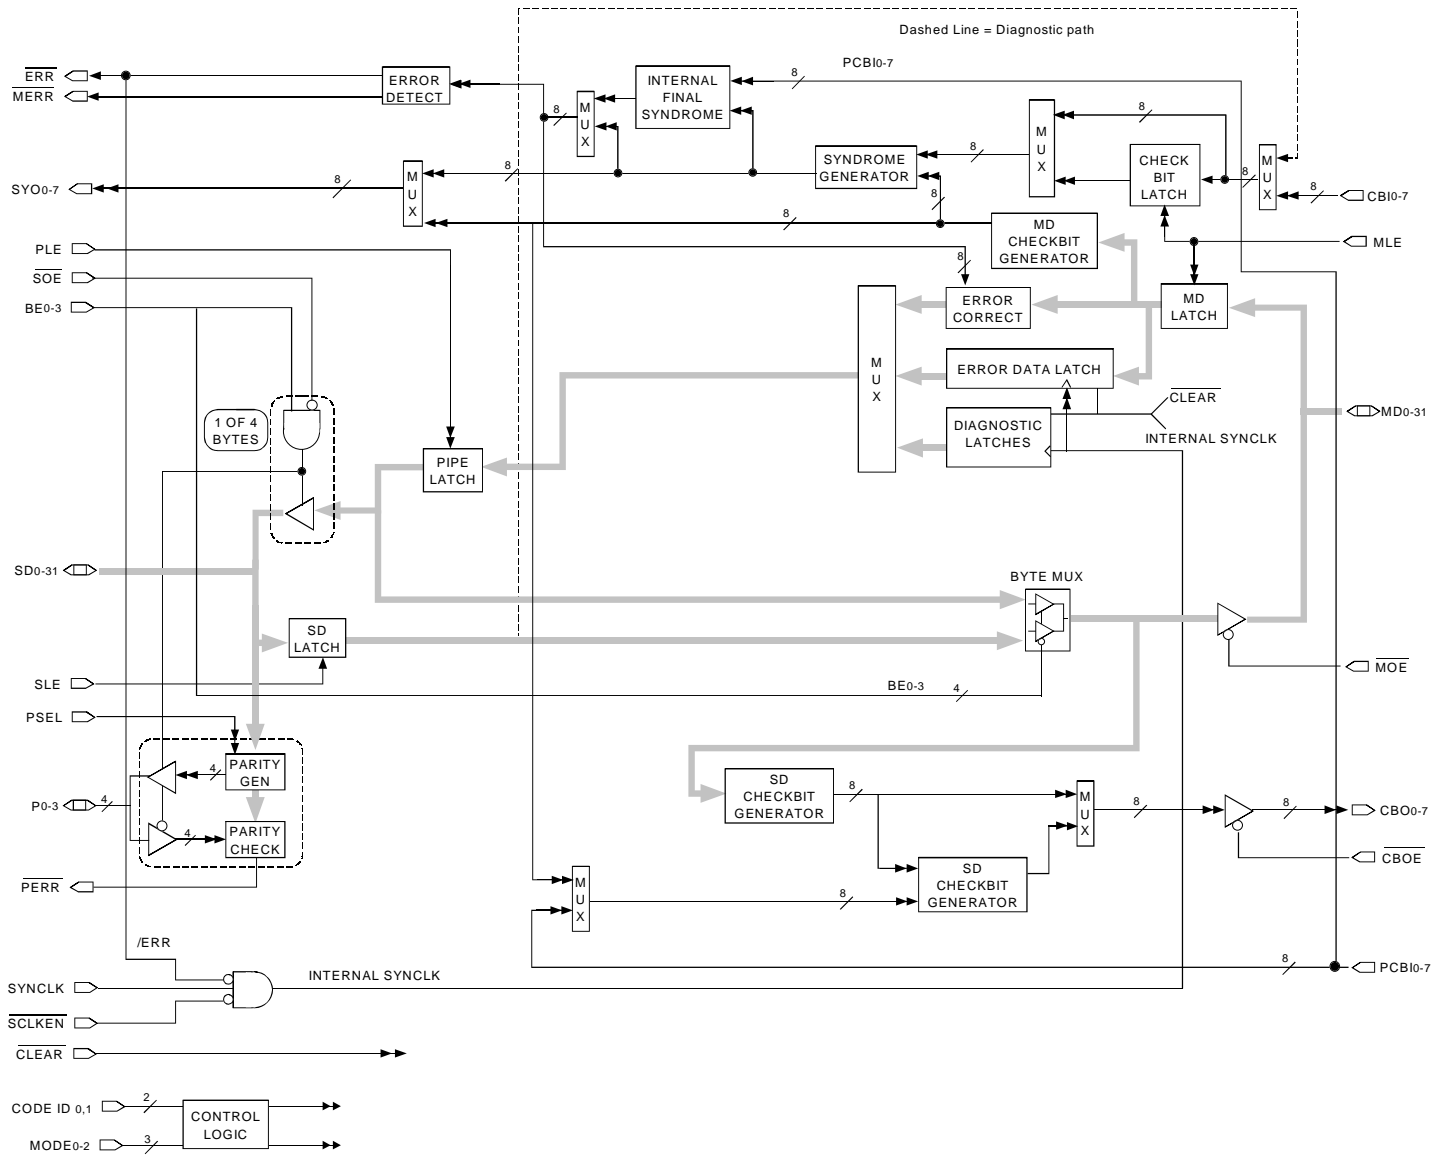 Dashed Line = Diagnostic path
ERR
MERR
ERROR
DETECT
8
M
U
X
INTERNAL
FINAL
SYNDROME
8
PCBI0-7
M
U
X
8
CHECK
BIT
LATCH
8
M
U
X
8
CBI0-7
SYO0-7
8
M
U
X
8
SYNDROME
GENERATOR
8
8
8
MD
CHECKBIT
GENERATOR
MLE
PLE
SOE
BE0-3
8
M
U
X
ERROR
CORRECT
MD
LATCH
ERROR DATA LATCH
CLEAR
DIAGNOSTIC
LATCHES
INTERNAL SYNCLK
MD0-31
1 OF 4
BYTES
PIPE
LATCH
SD0-31
BYTE MUX
SD
LATCH
MOE
SLE
BE0-3
4
PSEL
PARITY
GEN
4
P0-3
4
4
PARITY
CHECK
PERR
SD
CHECKBIT
GENERATOR
8
M
U
X
8
8
CBO0-7
CBOE
M
U
X
8
SD
CHECKBIT
GENERATOR
/ERR
8
PCBI0-7
SYNCLK
INTERNAL SYNCLK
SCLKEN
CLEAR
CODE ID 0,1
2
CONTROL
LOGIC
MODE0-2
3